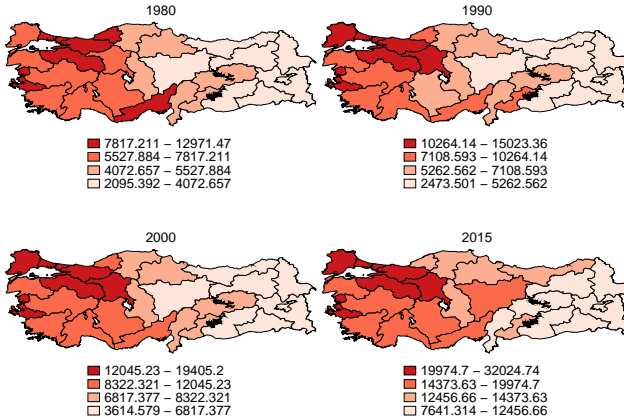 1980
1990
7817.211 − 12971.47
5527.884 − 7817.211
4072.657 − 5527.884
2095.392 − 4072.657
10264.14 − 15023.36
7108.593 − 10264.14
5262.562 − 7108.593
2473.501 − 5262.562
2000
2015
12045.23 − 19405.2
8322.321 − 12045.23
6817.377 − 8322.321
3614.579 − 6817.377
19974.7 − 32024.74
14373.63 − 19974.7
12456.66 − 14373.63
7641.314 − 12456.66